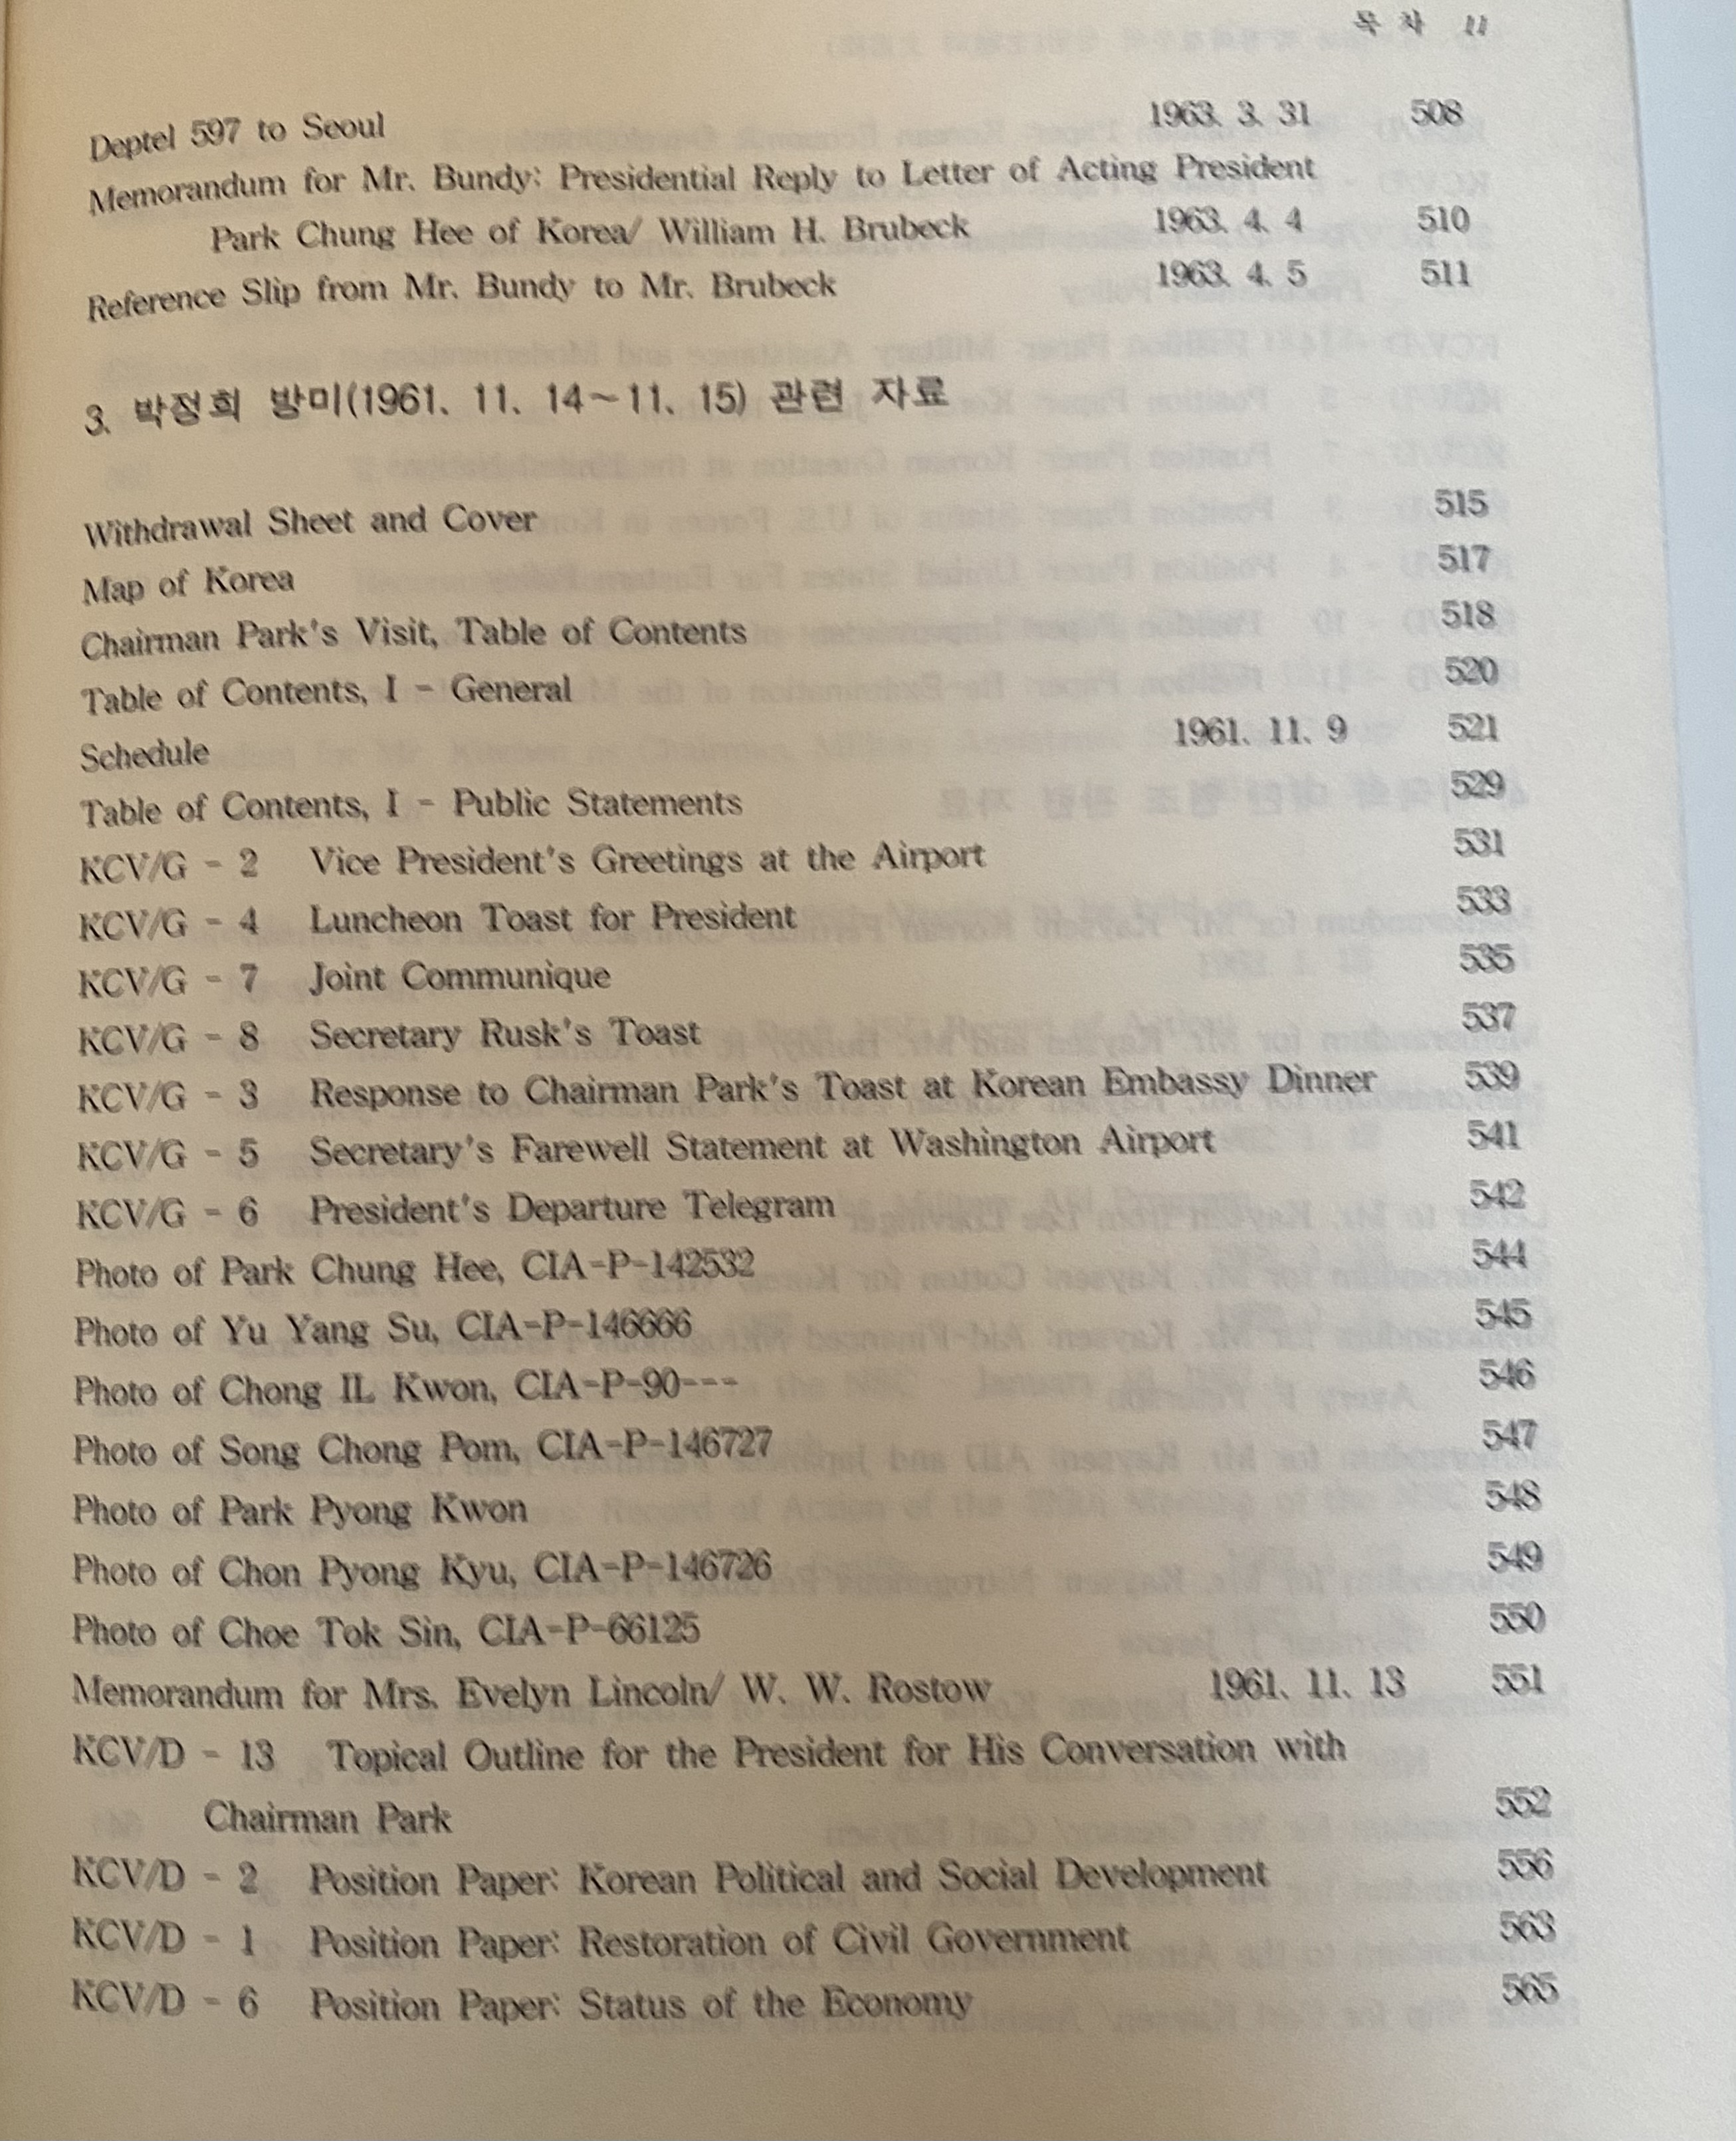 목 차 11
Deptel 597 to Seoul 1963. 3. 31 508
Memorandum for Mr. Bundy: Presidential Reply to Letter of Acting President
Park Chung Hee of Korea/ William H. Brubeck 1963. 4. 4 510
Reference Slip from Mr. Bundy to Mr. Brubeck 1963. 4. 5 511
3. 박정희 방미(1961. 11. 14~11. 15) 관련 자료
Withdrawal Sheet and Cover 515
Map of Korea 517
Chairman Park's Visit, Table of Contents 518
Table of Contents, I - General 520
Schedule 1961. 11. 9 521
Table of Contents, I - Public Statements 529
KCV/G - 2 Vice President's Greetings at the Airport 531
KCV/G - 4 Luncheon Toast for President 533
KCV/G - 7 Joint Communique 535
KCV/G - 8 Secretary Rusk's Toast 537
KCV/G - 3 Response to Chairman Park's Toast at Korean Embassy Dinner 539
KCV/G - 5 Secretary's Farewell Statement at Washington Airport 541
KCV/G - 6 President's Departure Telegram 542
Photo of Park Chung Hee, CIA-P-142532 544
Photo of Yu Yang Su, CIA-P-146666 545
Photo of Chong IL Kwon, CIA-P-90--- 546
Photo of Song Chong Pom, CIA-P-146727 547
Photo of Park Pyong Kwon 548
Photo of Chon Pyong Kyu, CIA-P-146726 549
Photo of Choe Tok Sin, CIA-P-66125 550
Memorandum for Mrs. Evelyn Lincoln/ W. W. Rostow 1961. 11. 13 551
KCV/D - 13 Topical Outline for the President for His Conversation with
Chairman Park 552
KCV/D - 2 Position Paper: Korean Political and Social Development 556
KCV/D - 1 Position Paper: Restoration of Civil Government 563
KCV/D - 6 Position Paper: Status of the Economy 565